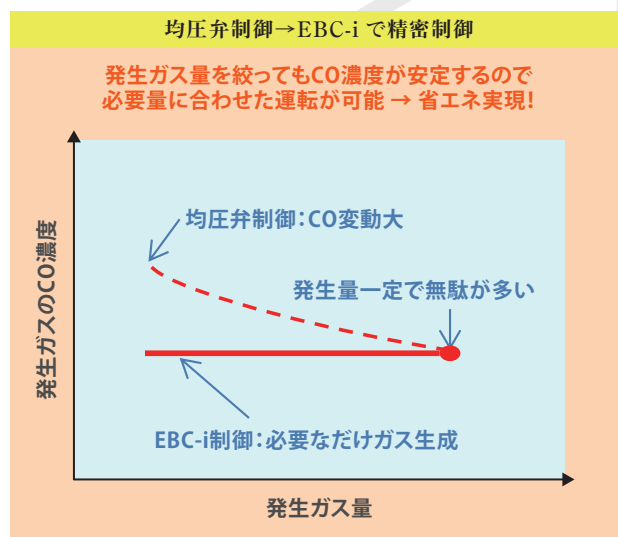 均圧弁制御→EBC-i で精密制御
発生ガス量を絞ってもCO濃度が安定するので
必要量に合わせた運転が可能 → 省エネ実現！
均圧弁制御：CO変動大
発生量一定で無駄が多い
EBC-i制御：必要なだけガス生成
発生ガスのCO濃度
発生ガス量